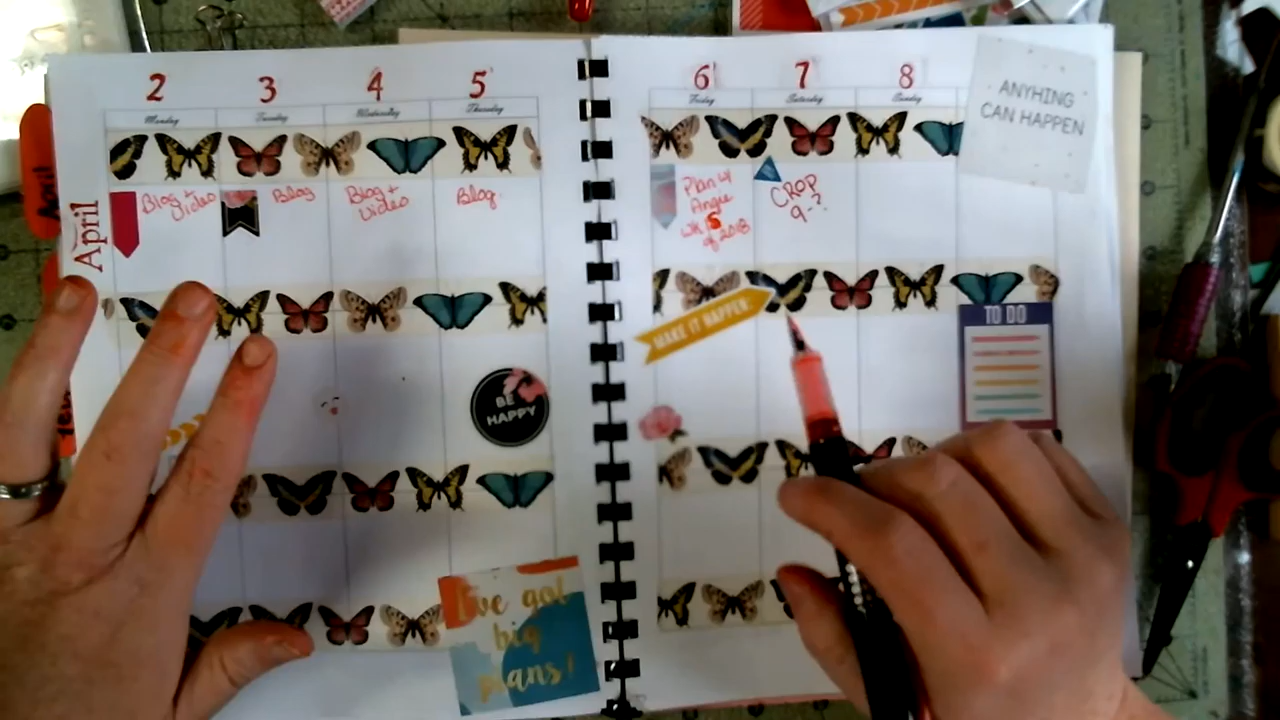 2 3 4 5
Monday Tuesday Wednesday Thursday
April
April
Blog +
Video
Blog
Blog +
Video
Blog
BE
HAPPY
I've got
big
plans!
6 7 8
Friday Saturday Sunday
ANYHING
CAN HAPPEN
Plan w/
Angie
wk 5
of 2018
CROP
9-?
MAKE IT HAPPEN
TO DO